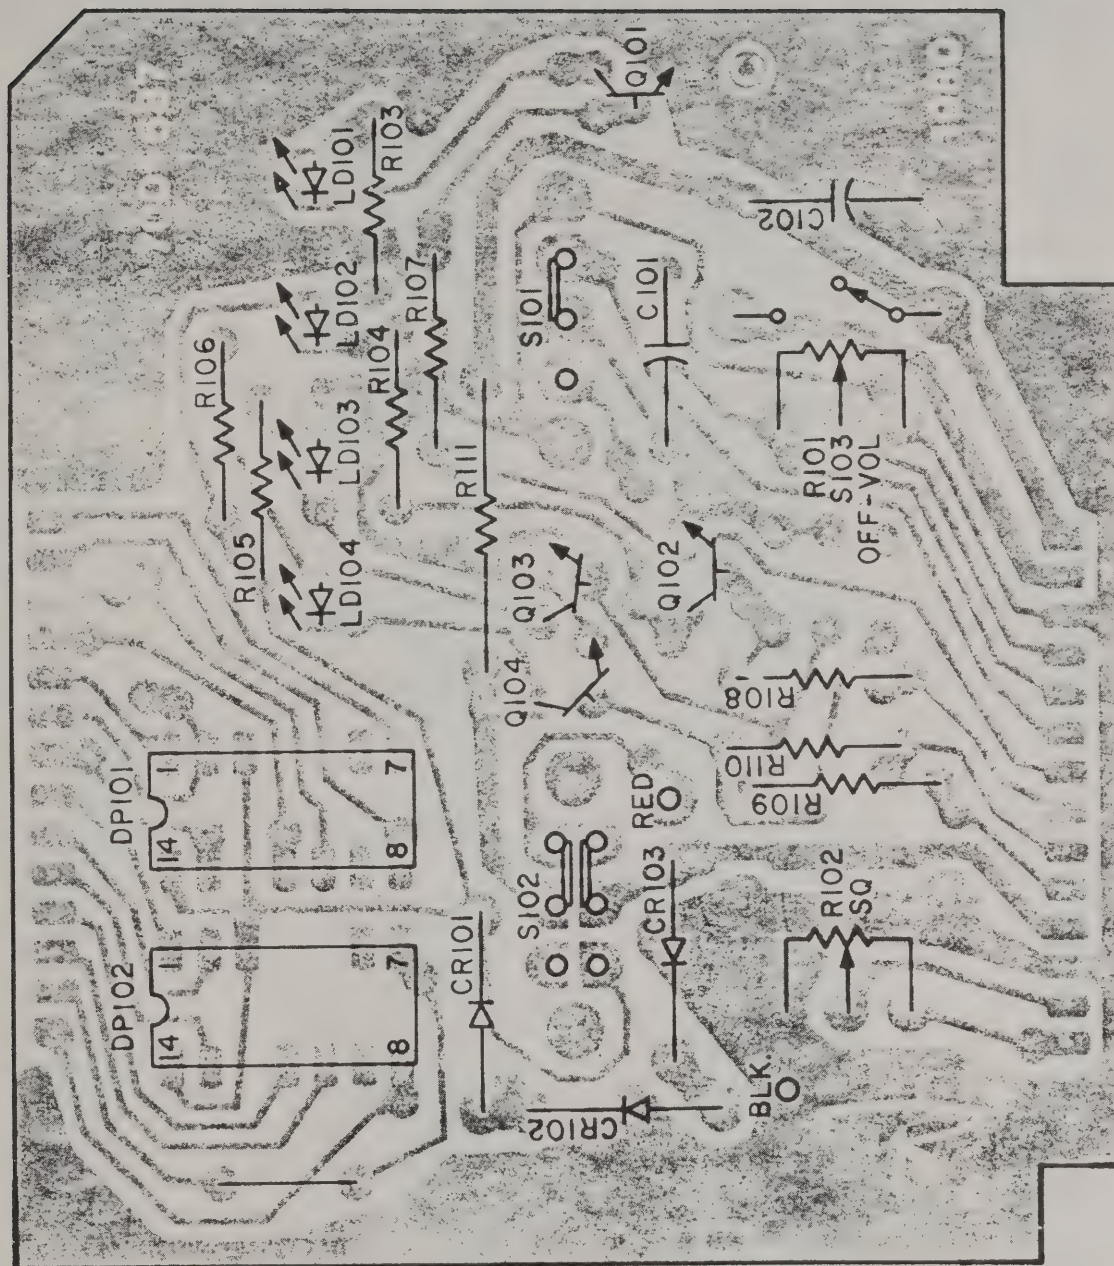 Q101
LD101
R103
C102
LD102
R107
S101
C101
R106
R104
LD103
R111
R101
S103
OFF-VOL
R105
LD104
Q103
Q102
Q104
R108
DP101
1
14
7
8
RED
R110
R109
S102
CR103
R102
SQ
DP102
1
14
7
8
CR101
CR102
BLK.